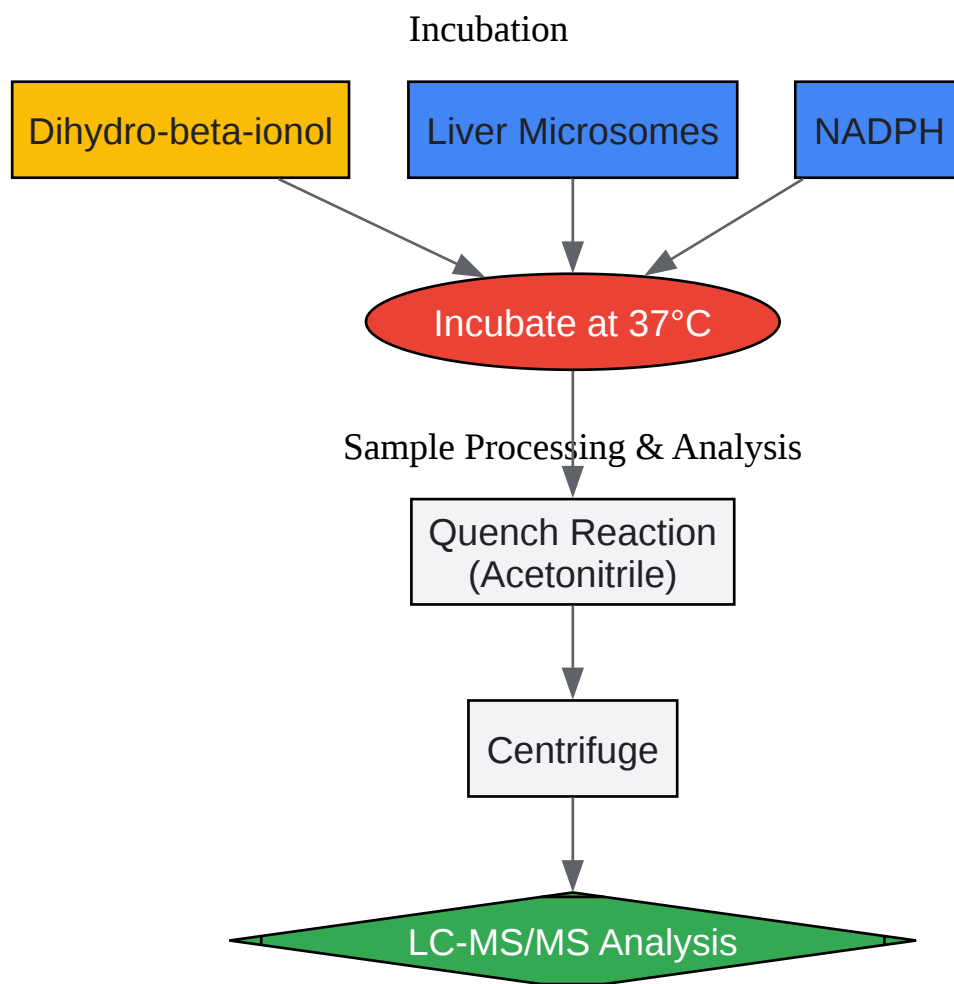 Incubation
Dihydro-beta-ionol
Liver Microsomes
NADPH
Incubate at 37°C
Sample Processing & Analysis
Quench Reaction
(Acetonitrile)
Centrifuge
LC-MS/MS Analysis